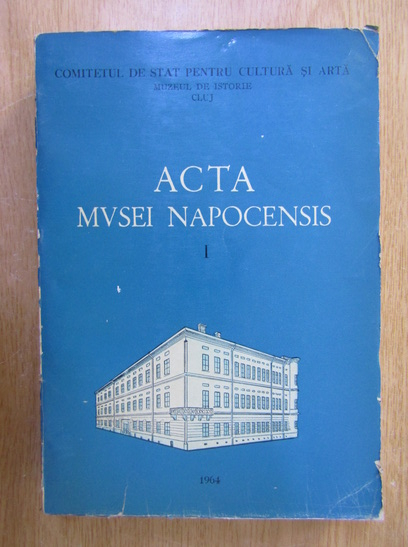 COMITETUL DE STAT PENTRU CULTURĂ ȘI ARTĂ
MUZEUL DE ISTORIE
CLUJ
ACTA
MVSEI NAPOCENSIS
I
1964